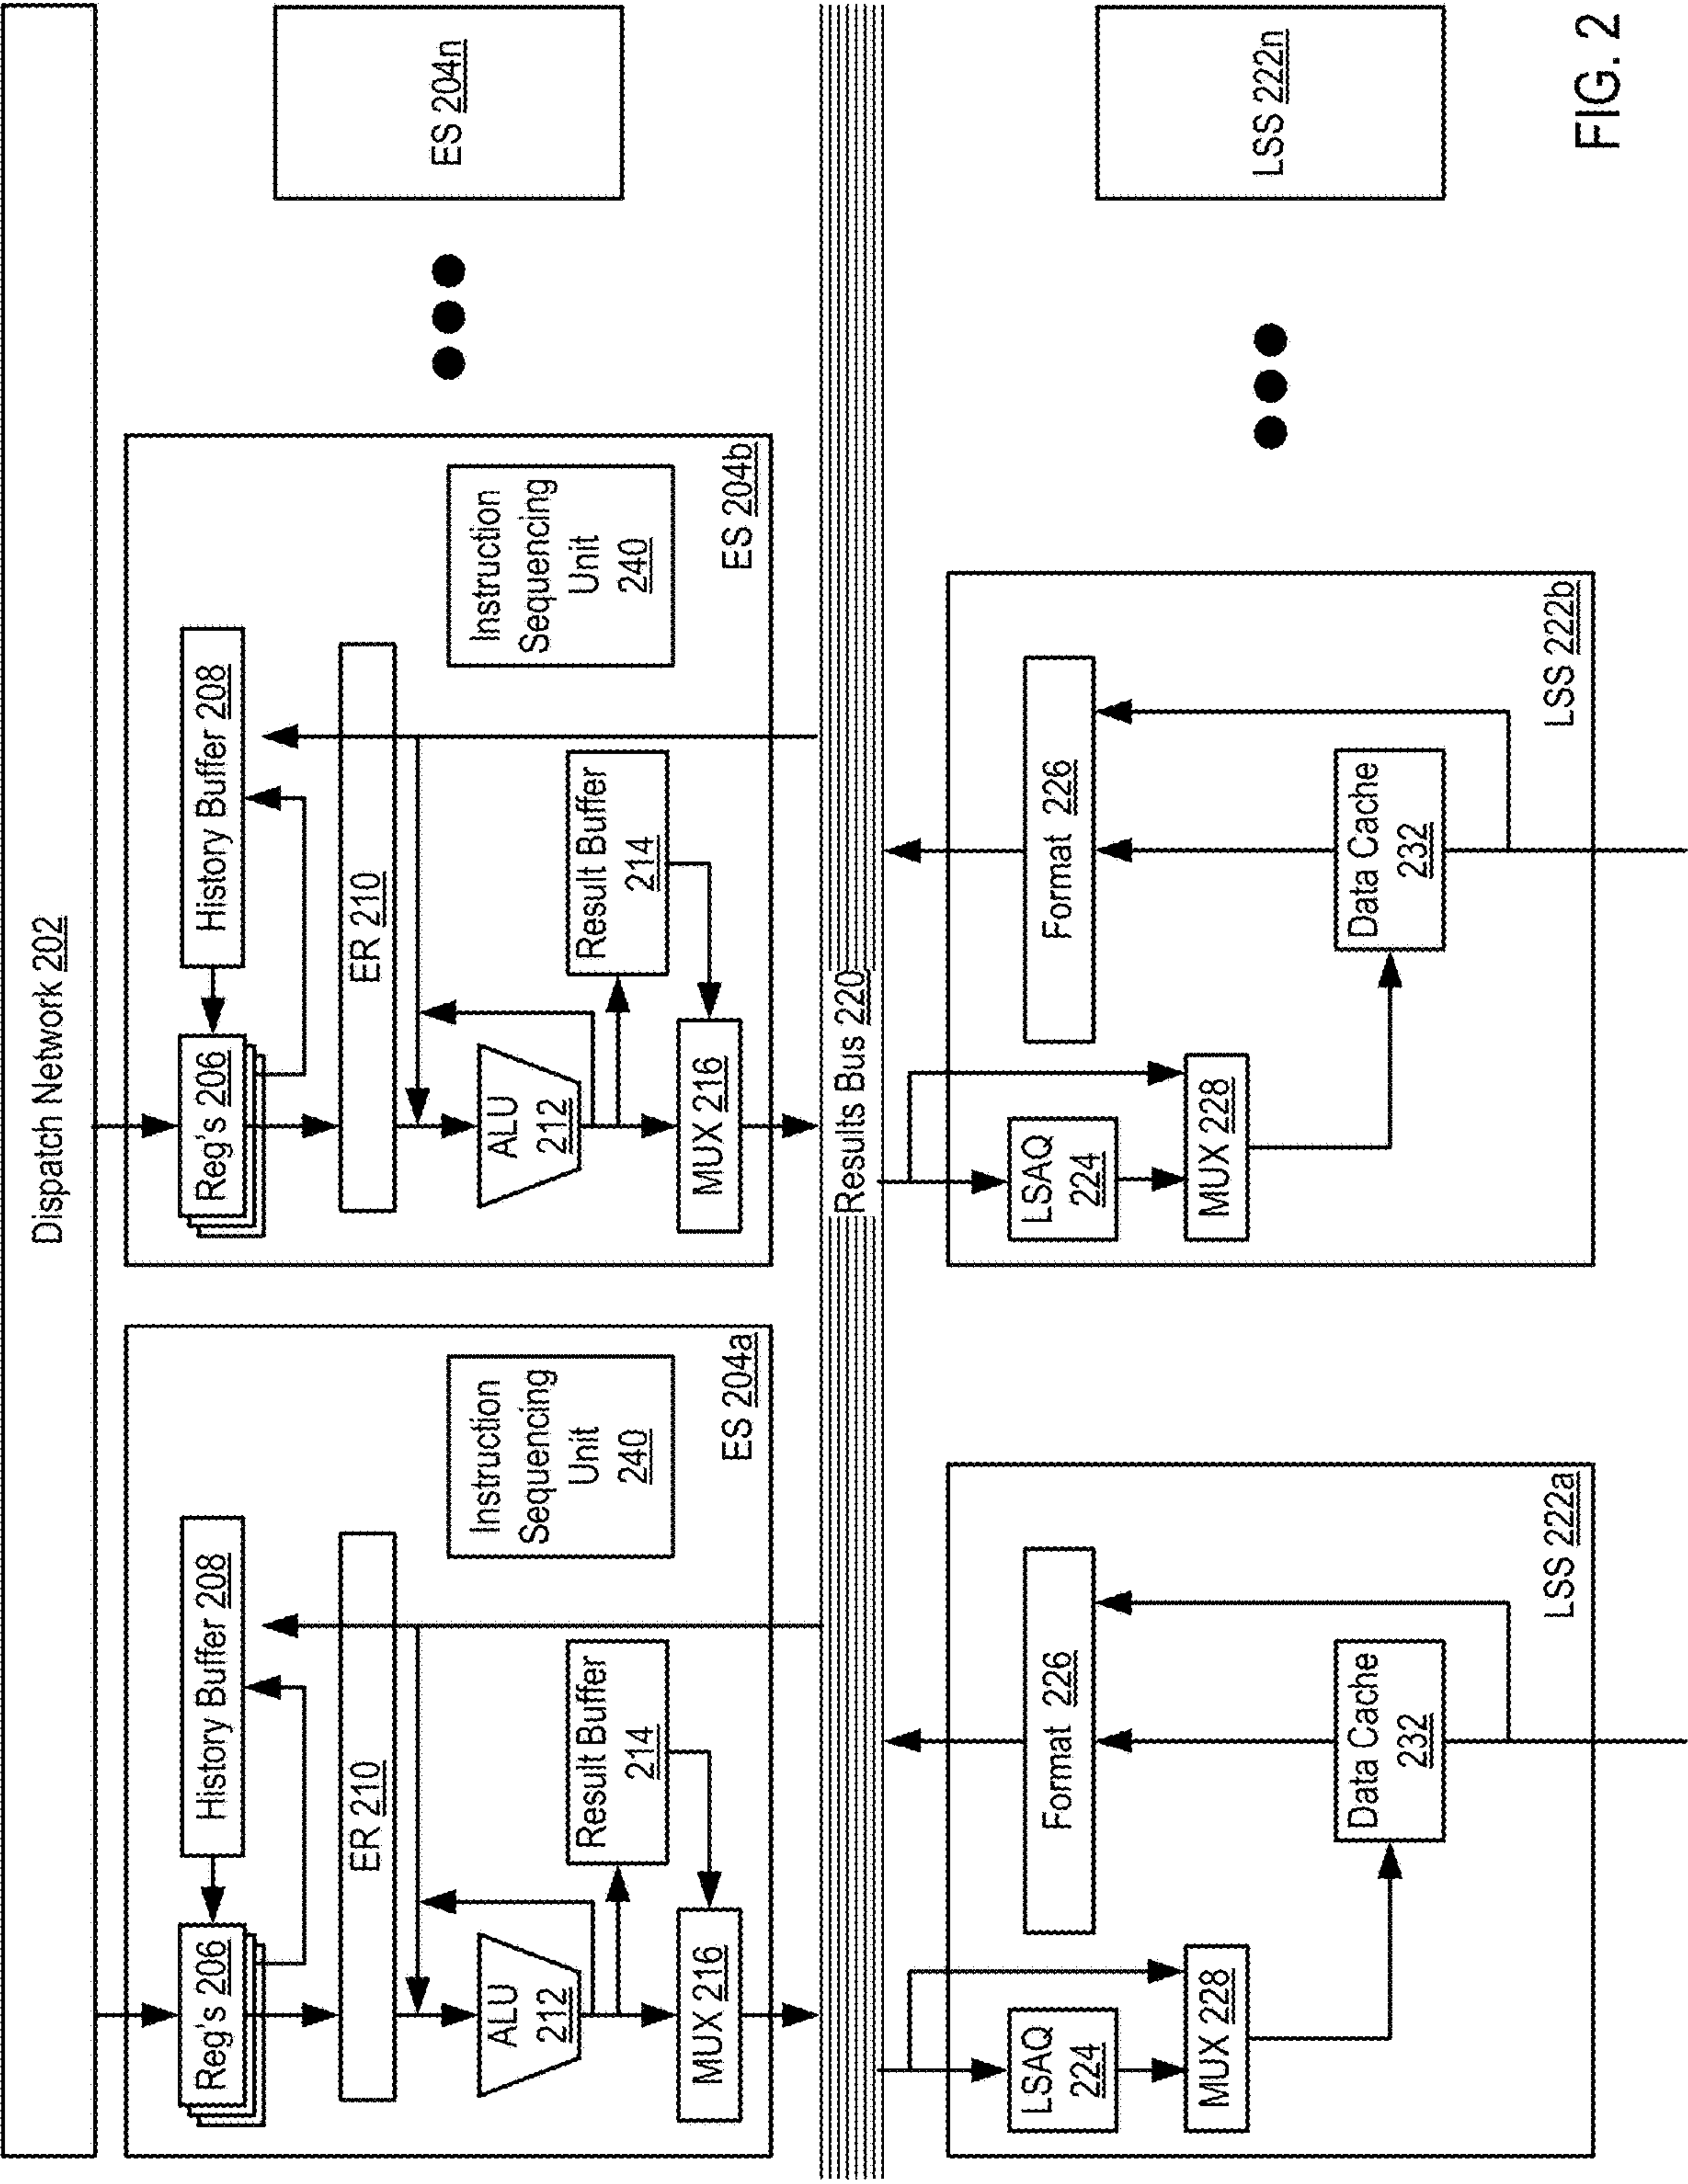 Dispatch Network 202
Reg's 206
History Buffer 208
ER 210
ALU
212
Result Buffer
214
MUX 216
Instruction
Sequencing
Unit
240
ES 204a
Reg's 206
History Buffer 208
ER 210
ALU
212
Result Buffer
214
MUX 216
Instruction
Sequencing
Unit
240
ES 204b
ES 204n
Results Bus 220
LSAQ
224
MUX 228
Format 226
Data Cache
232
LSS 222a
LSAQ
224
MUX 228
Format 226
Data Cache
232
LSS 222b
LSS 222n
FIG. 2